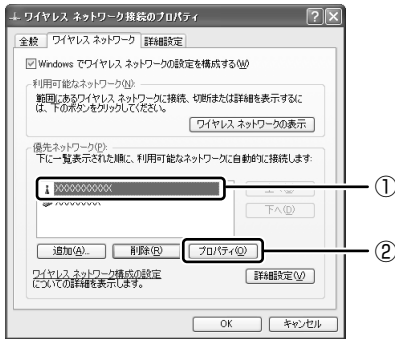 ワイヤレス ネットワーク接続のプロパティ
全般 ワイヤレス ネットワーク 詳細設定
Windows でワイヤレス ネットワークの設定を構成する(W)
利用可能なネットワーク(N):
範囲にあるワイヤレス ネットワークに接続、切断または詳細を表示するに
は、下のボタンをクリックしてください。
ワイヤレス ネットワークの表示
優先ネットワーク(P):
下に一覧表示された順に、利用可能なネットワークに自動的に接続します:
XXXXXXXXXX
①
下へ(D)
追加(A)... 削除(R) プロパティ(O)
②
ワイヤレス ネットワーク構成の設定
についての詳細を表示します。
詳細設定(V)
OK キャンセル